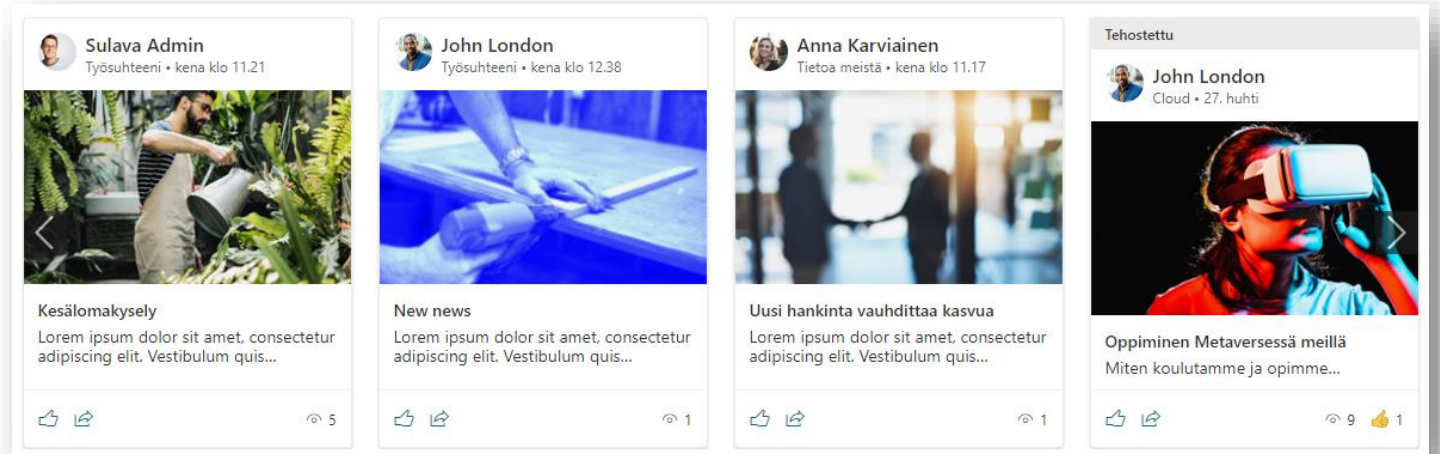 Sulava Admin
Työsuhteeni • kena klo 11.21
Kesälomakysely
Lorem ipsum dolor sit amet, consectetur
adipiscing elit. Vestibulum quis...
5
John London
Työsuhteeni • kena klo 12.38
New news
Lorem ipsum dolor sit amet, consectetur
adipiscing elit. Vestibulum quis...
1
Anna Karviainen
Tietoa meistä • kena klo 11.17
Uusi hankinta vauhdittaa kasvua
Lorem ipsum dolor sit amet, consectetur
adipiscing elit. Vestibulum quis...
1
Tehostettu
John London
Cloud • 27. huhti
Oppiminen Metaversessä meillä
Miten koulutamme ja opimme...
9 1